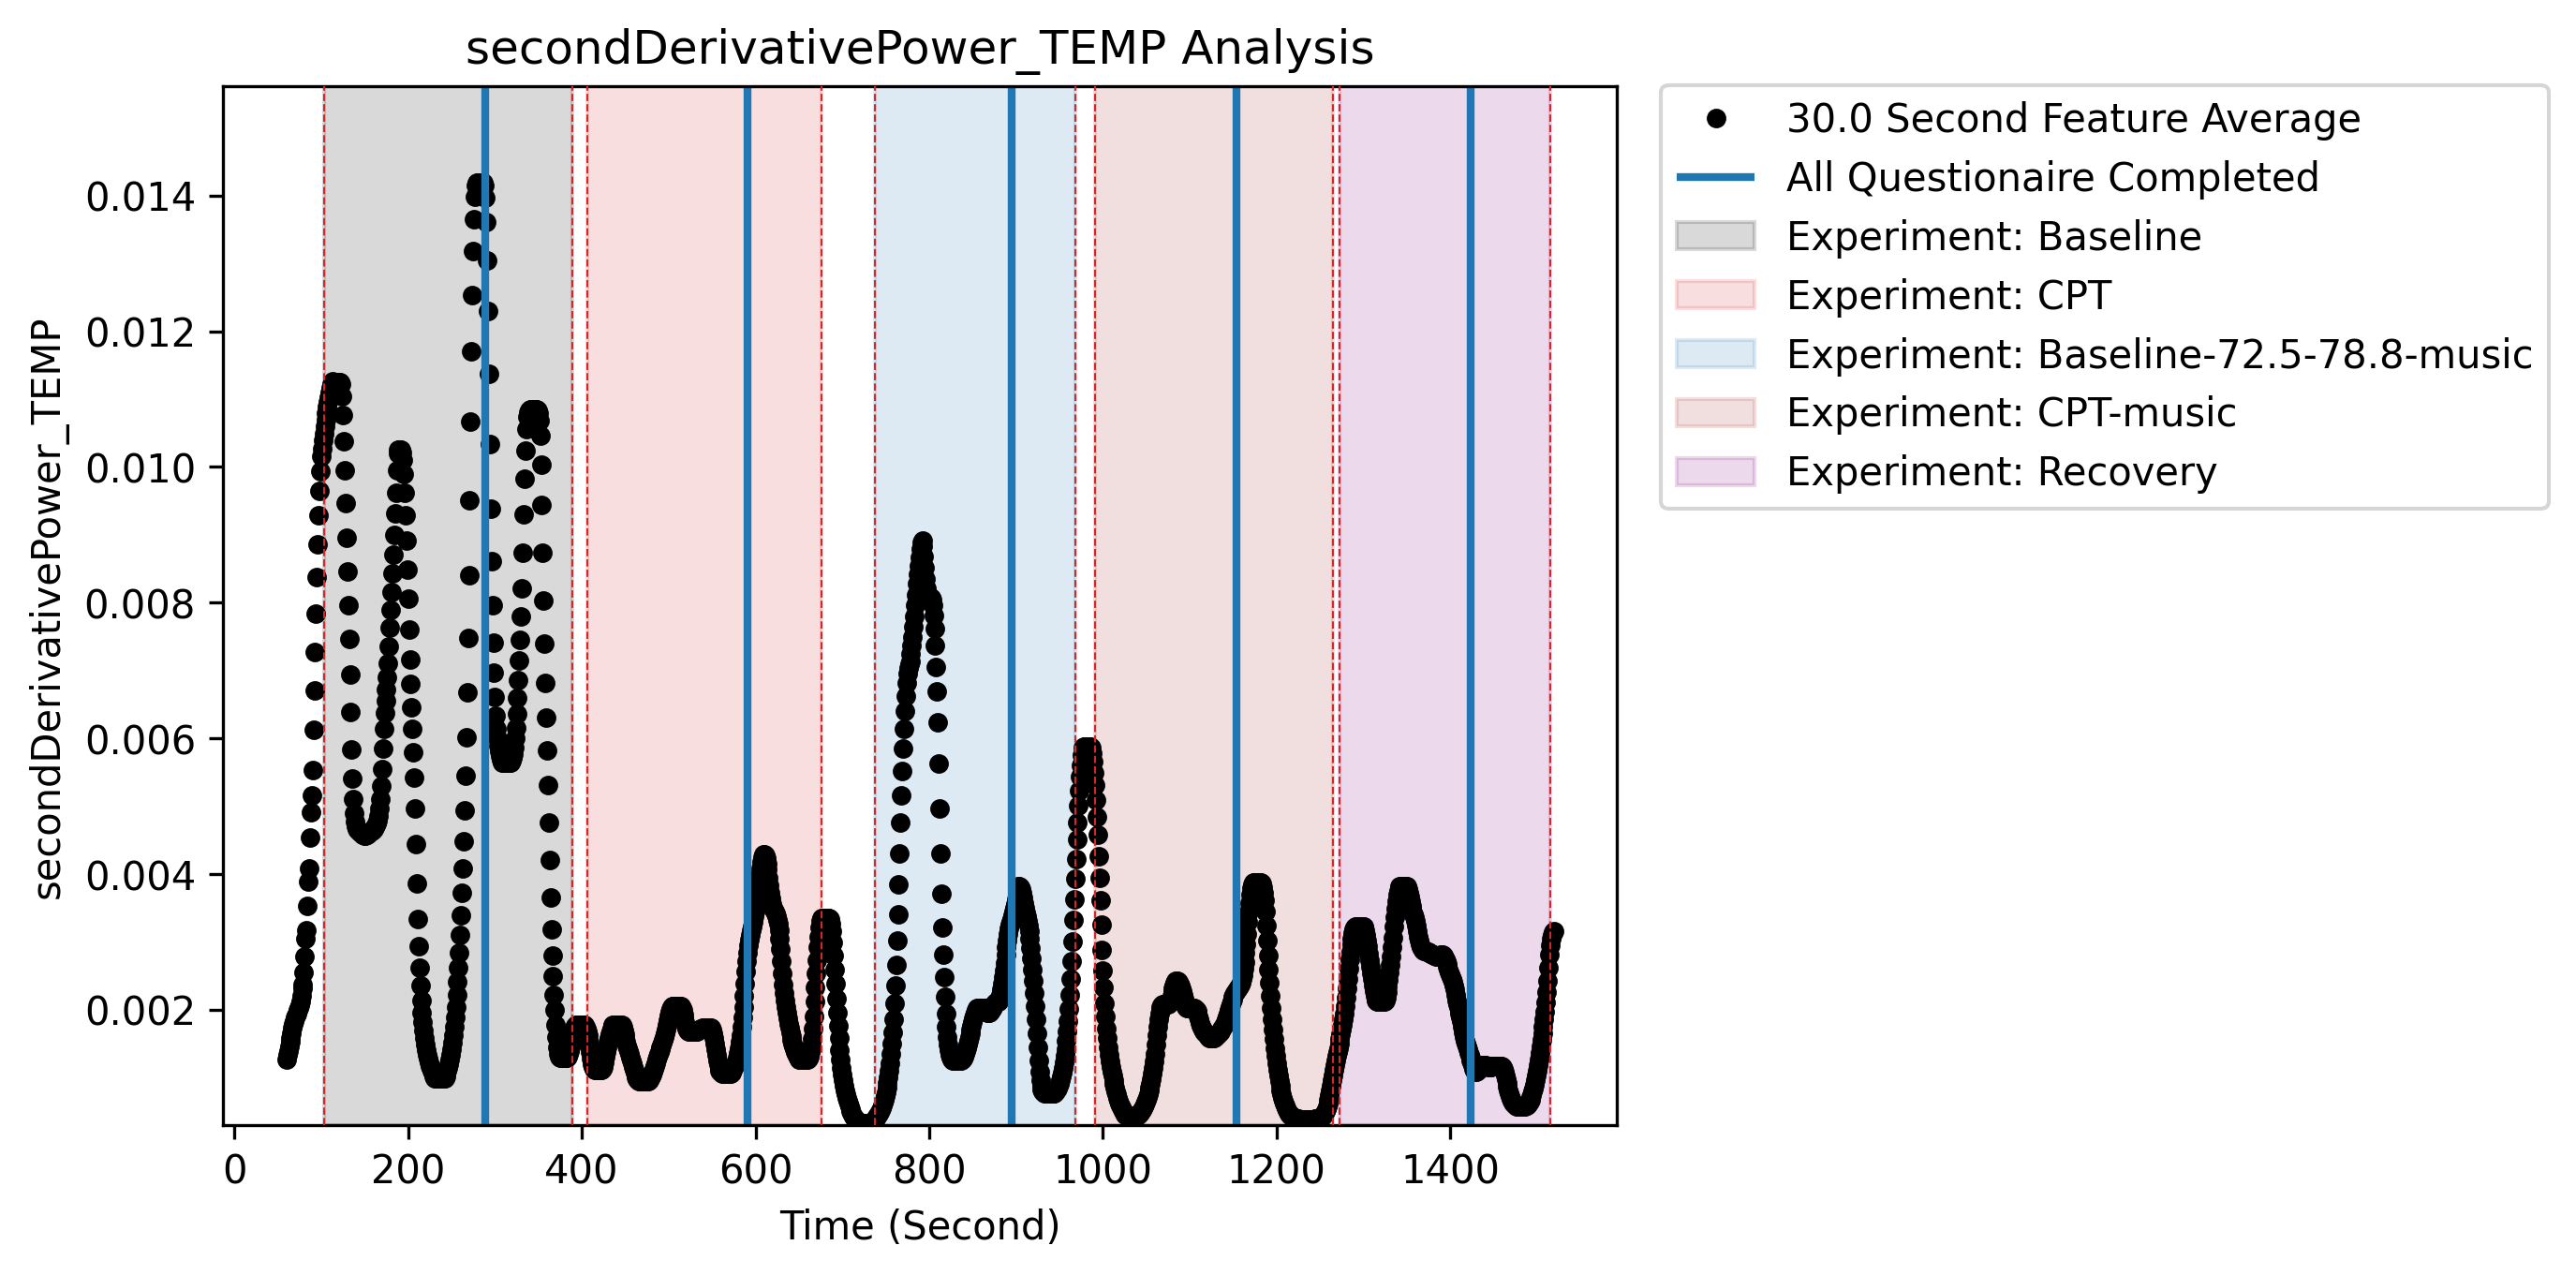 secondDerivativePower_TEMP Analysis
secondDerivativePower_TEMP
0.014
0.012
0.010
0.008
0.006
0.004
0.002
0
200
400
600
800
1000
1200
1400
Time (Second)
30.0 Second Feature Average
All Questionaire Completed
Experiment: Baseline
Experiment: CPT
Experiment: Baseline-72.5-78.8-music
Experiment: CPT-music
Experiment: Recovery